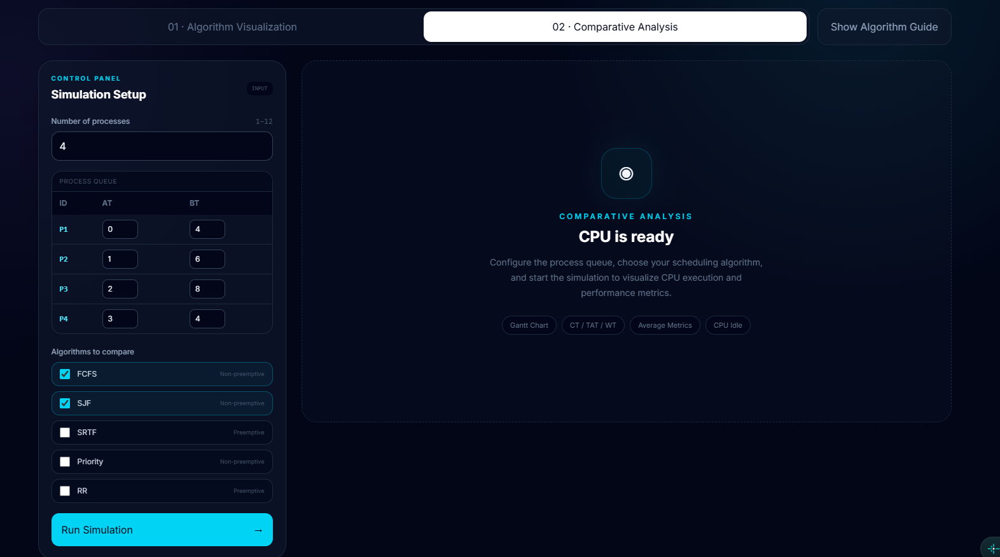 01 · Algorithm Visualization
02 · Comparative Analysis
Show Algorithm Guide
CONTROL PANEL
Simulation Setup
INPUT
Number of processes
1–12
4
PROCESS QUEUE
ID AT BT
P1 0 4
P2 1 6
P3 2 8
P4 3 4
Algorithms to compare
FCFS Non-preemptive
SJF Non-preemptive
SRTF Preemptive
Priority Non-preemptive
RR Preemptive
Run Simulation →
COMPARATIVE ANALYSIS
CPU is ready
Configure the process queue, choose your scheduling algorithm,
and start the simulation to visualize CPU execution and
performance metrics.
Gantt Chart
CT / TAT / WT
Average Metrics
CPU Idle